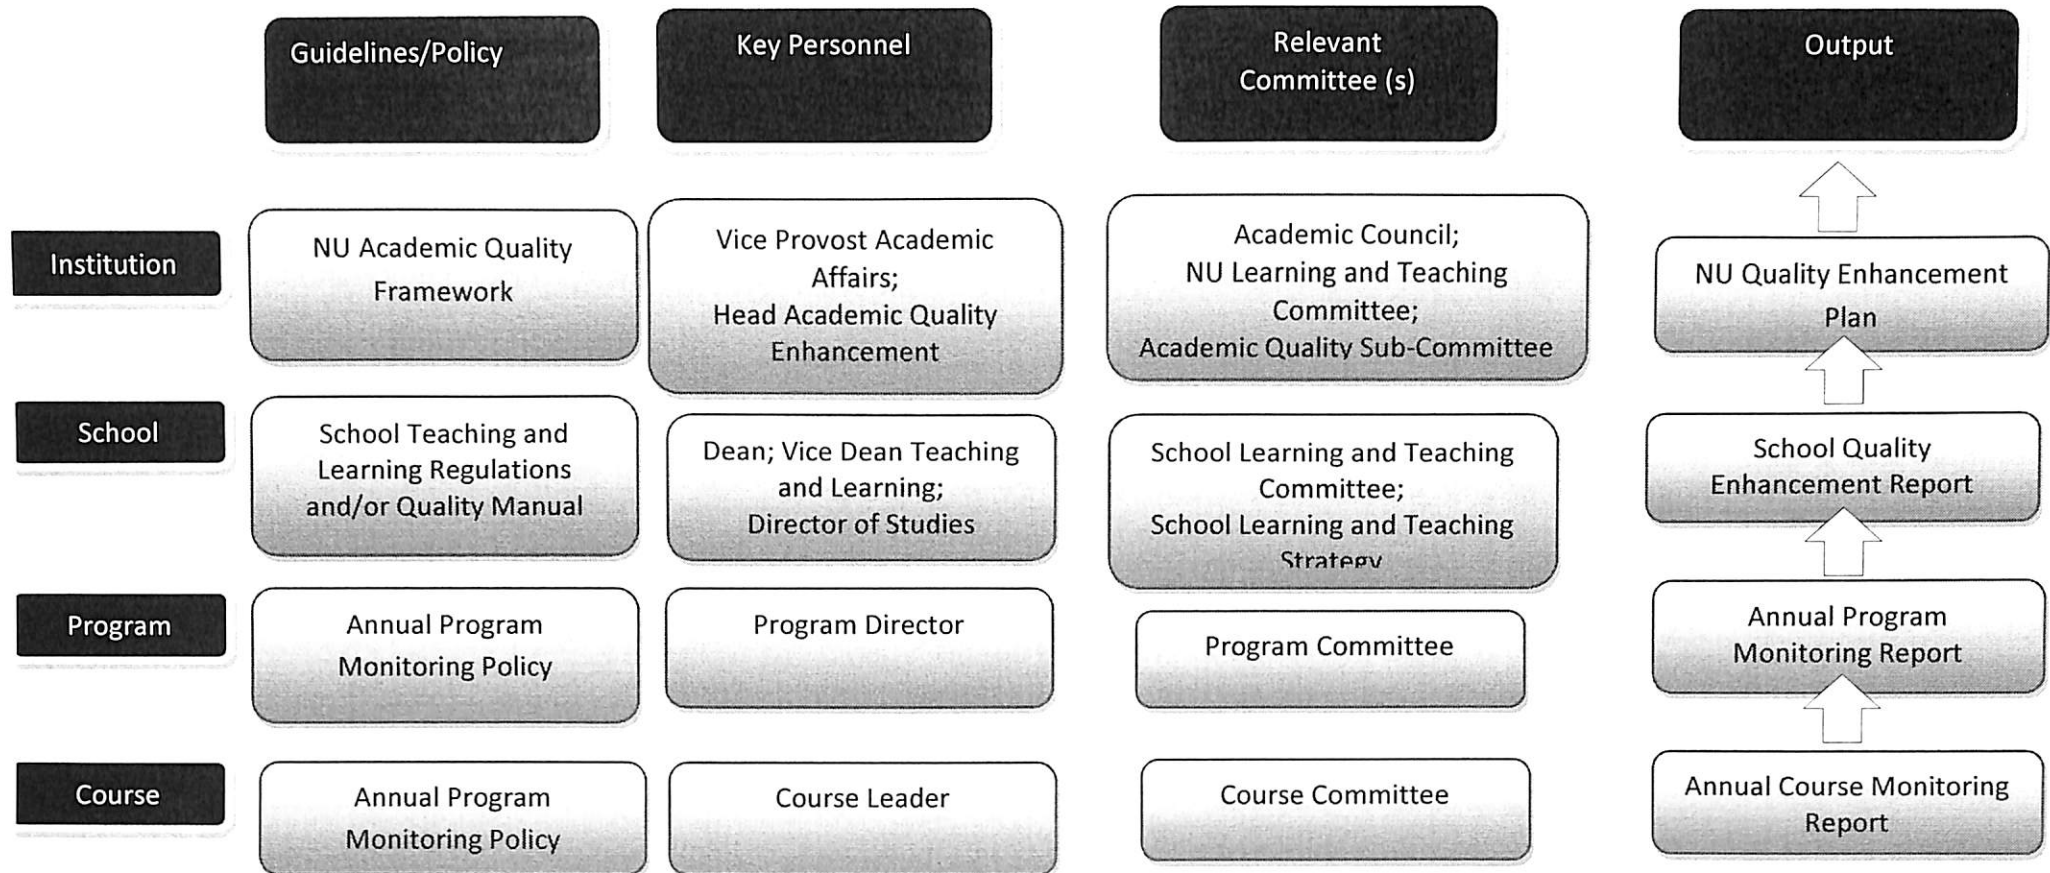 Guidelines/Policy
Key Personnel
Relevant
Committee (s)
Output
Institution
NU Academic Quality
Framework
Vice Provost Academic
Affairs;
Head Academic Quality
Enhancement
Academic Council;
NU Learning and Teaching
Committee;
Academic Quality Sub-Committee
NU Quality Enhancement
Plan
School
School Teaching and
Learning Regulations
and/or Quality Manual
Dean; Vice Dean Teaching
and Learning;
Director of Studies
School Learning and Teaching
Committee;
School Learning and Teaching
Strategy
School Quality
Enhancement Report
Program
Annual Program
Monitoring Policy
Program Director
Program Committee
Annual Program
Monitoring Report
Course
Annual Program
Monitoring Policy
Course Leader
Course Committee
Annual Course Monitoring
Report